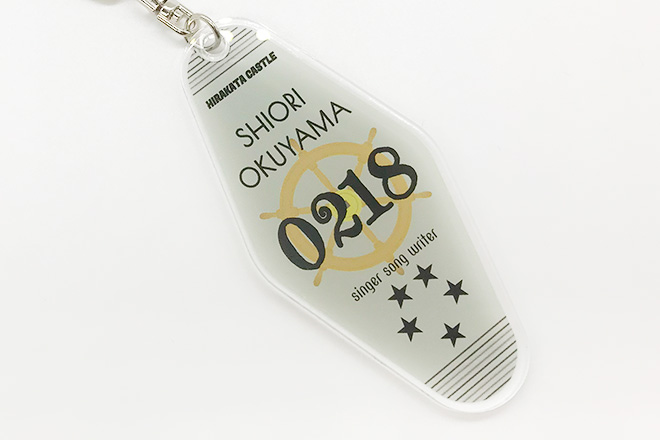 HIRAKATA CASTLE
SHIORI
OKUYAMA
0218
singer song writer